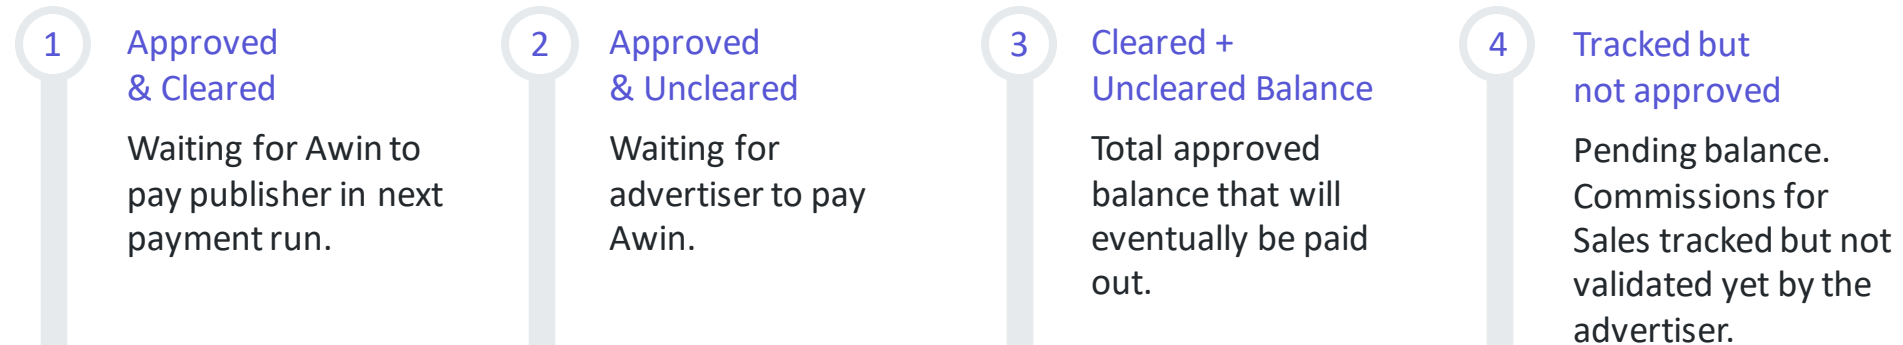 1
Approved
& Cleared
Waiting for Awin to
pay publisher in next
payment run.
2
Approved
& Uncleared
Waiting for
advertiser to pay
Awin.
3
Cleared +
Uncleared Balance
Total approved
balance that will
eventually be paid
out.
4
Tracked but
not approved
Pending balance.
Commissions for
Sales tracked but not
validated yet by the
advertiser.